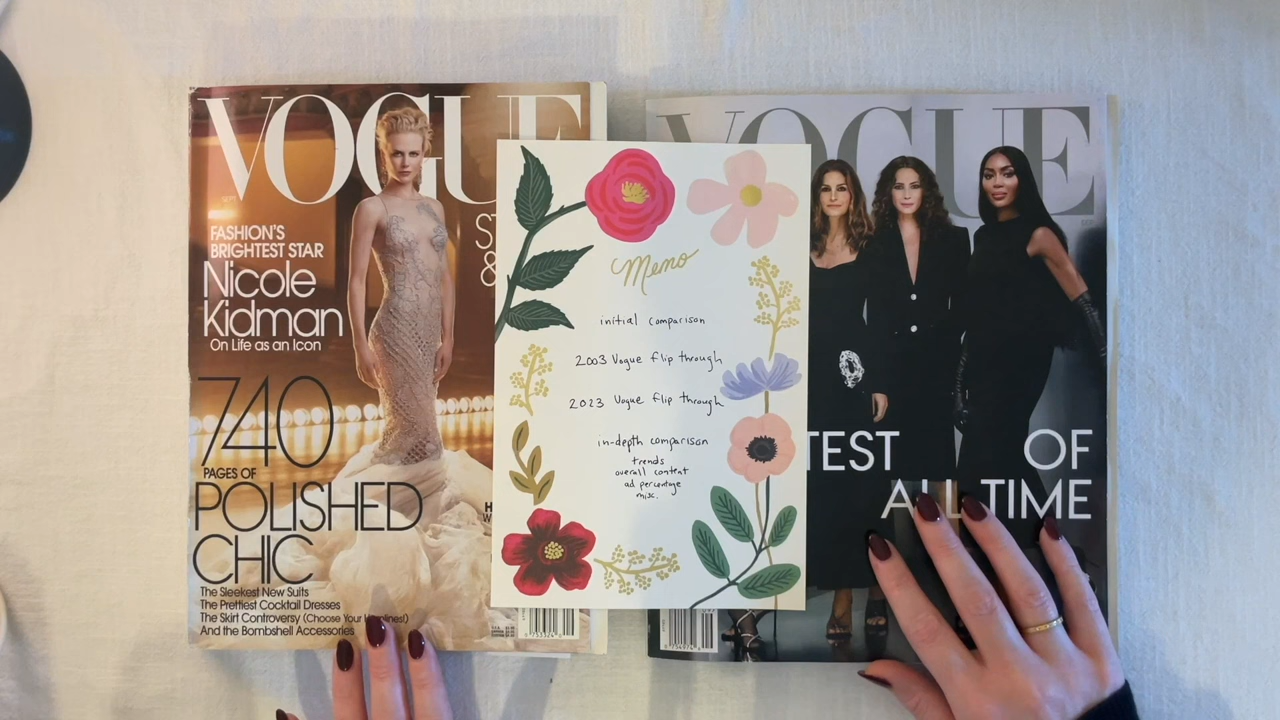 VOGUE
SEPT
FASHION'S
BRIGHTEST STAR
Nicole
Kidman
On Life as an Icon
740
PAGES OF
POLISHED
CHIC
The Sleekest New Suits
The Prettiest Cocktail Dresses
The Skirt Controversy (Choose Your
And the Bombshell Accessories
ST
&
H
W
Memo
initial comparison
2003 Vogue flip through
2023 Vogue flip through
in-depth comparison
trends
overall content
ad percentage
misc.
VOGUE
TEST OF
ALL TIME